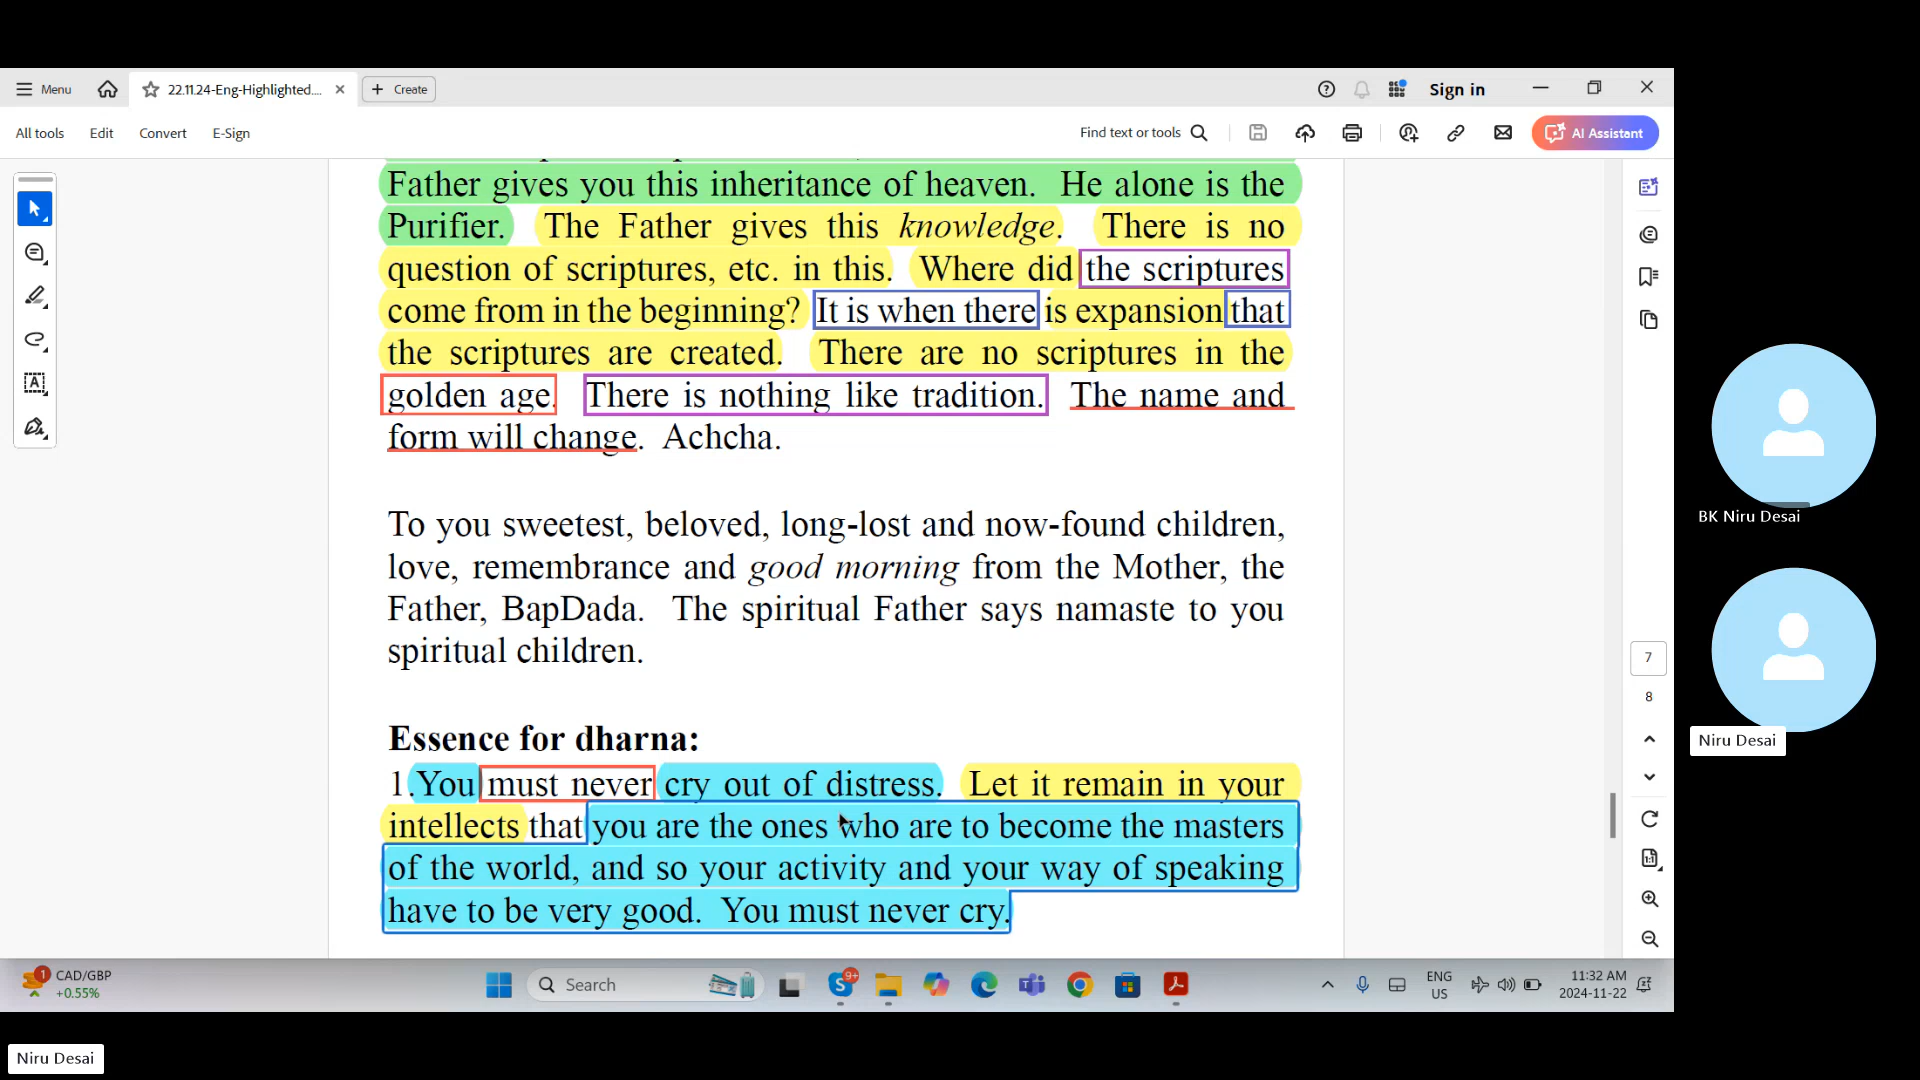 Menu
22.11.24-Eng-Highlighted....
Create
Sign in
All tools
Edit
Convert
E-Sign
Find text or tools
AI Assistant
Father gives you this inheritance of heaven. He alone is the
Purifier. The Father gives this knowledge. There is no
question of scriptures, etc. in this. Where did the scriptures
come from in the beginning? It is when there is expansion that
the scriptures are created. There are no scriptures in the
golden age. There is nothing like tradition. The name and
form will change. Achcha.
To you sweetest, beloved, long-lost and now-found children,
love, remembrance and good morning from the Mother, the
Father, BapDada. The spiritual Father says namaste to you
spiritual children.
Essence for dharna:
1.You must never cry out of distress. Let it remain in your
intellects that you are the ones who are to become the masters
of the world, and so your activity and your way of speaking
have to be very good. You must never cry.
7
8
BK Niru Desai
Niru Desai
1
CAD/GBP
+0.55%
Search
9+
ENG
US
11:32 AM
2024-11-22
Niru Desai